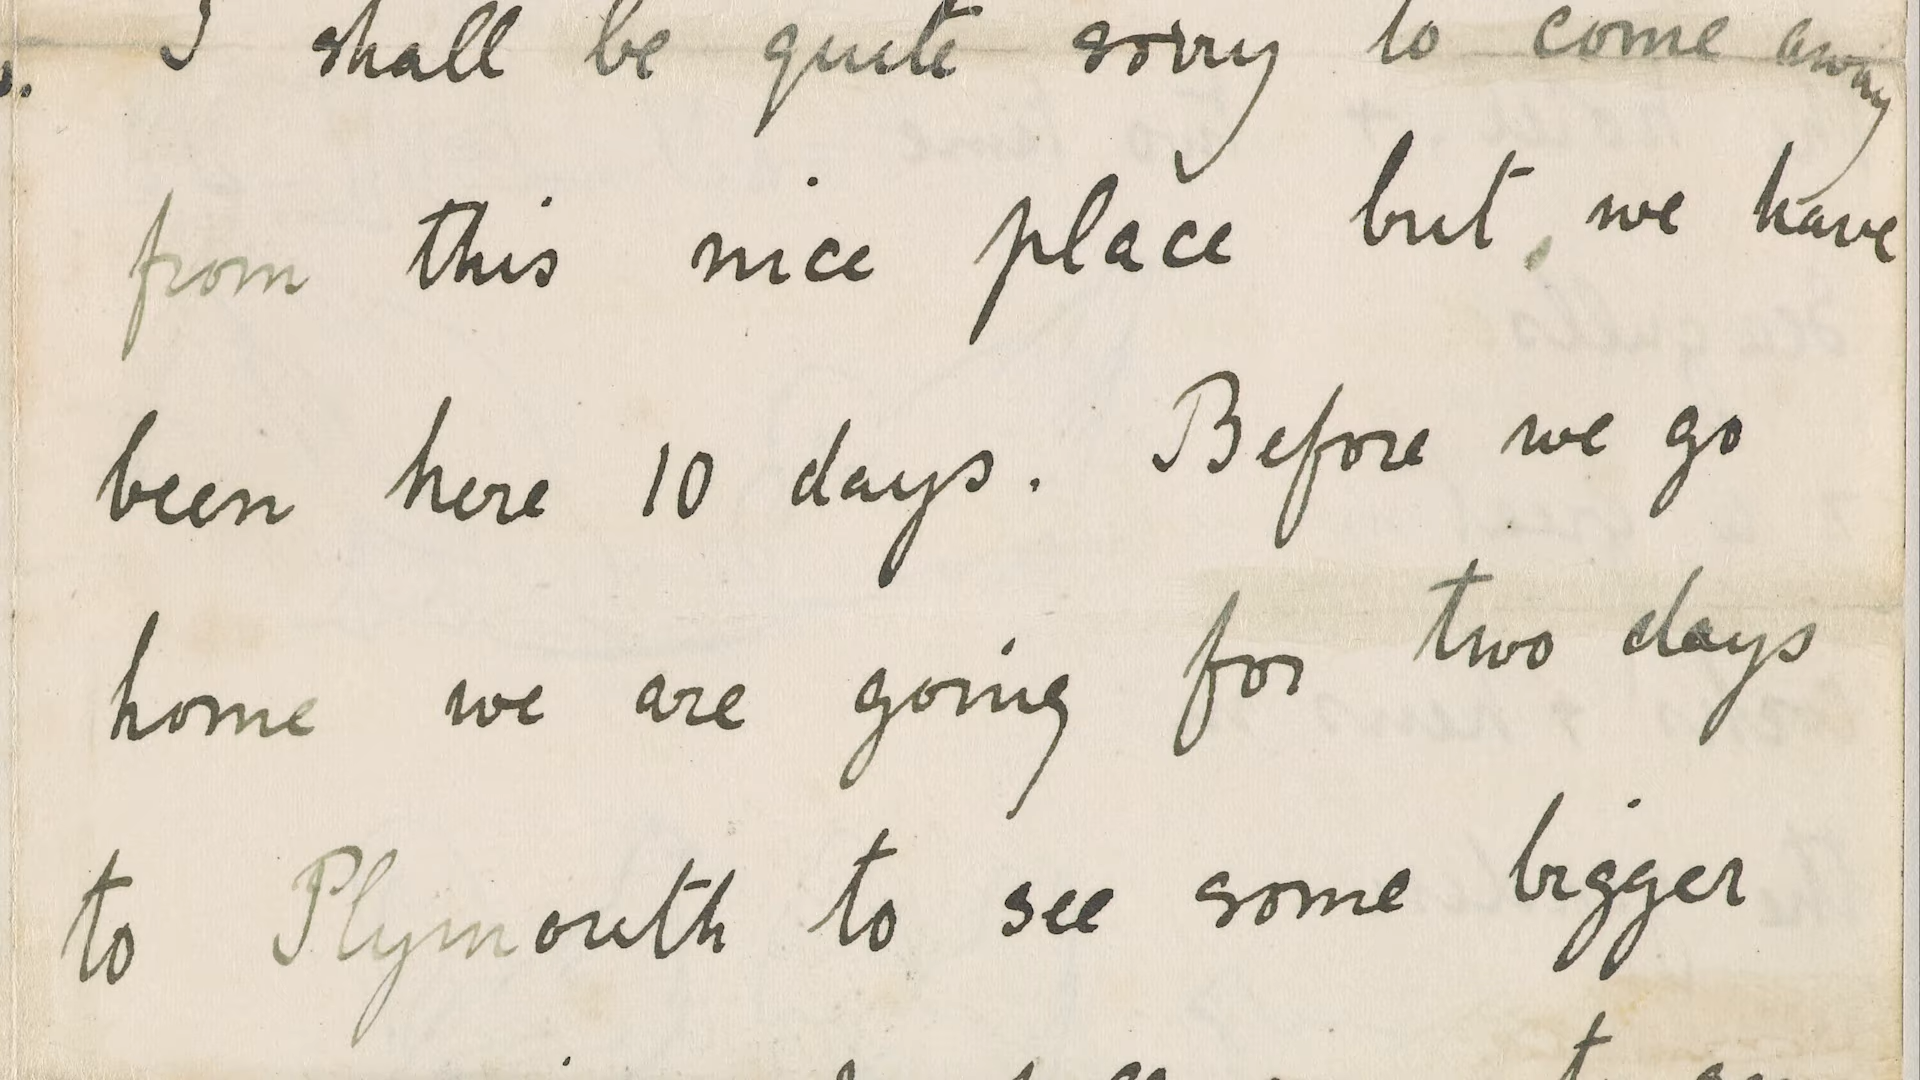 I shall be quite sorry to come away
from this nice place but, we have
been here 10 days. Before we go
home we are going for two days
to Plymouth to see some bigger